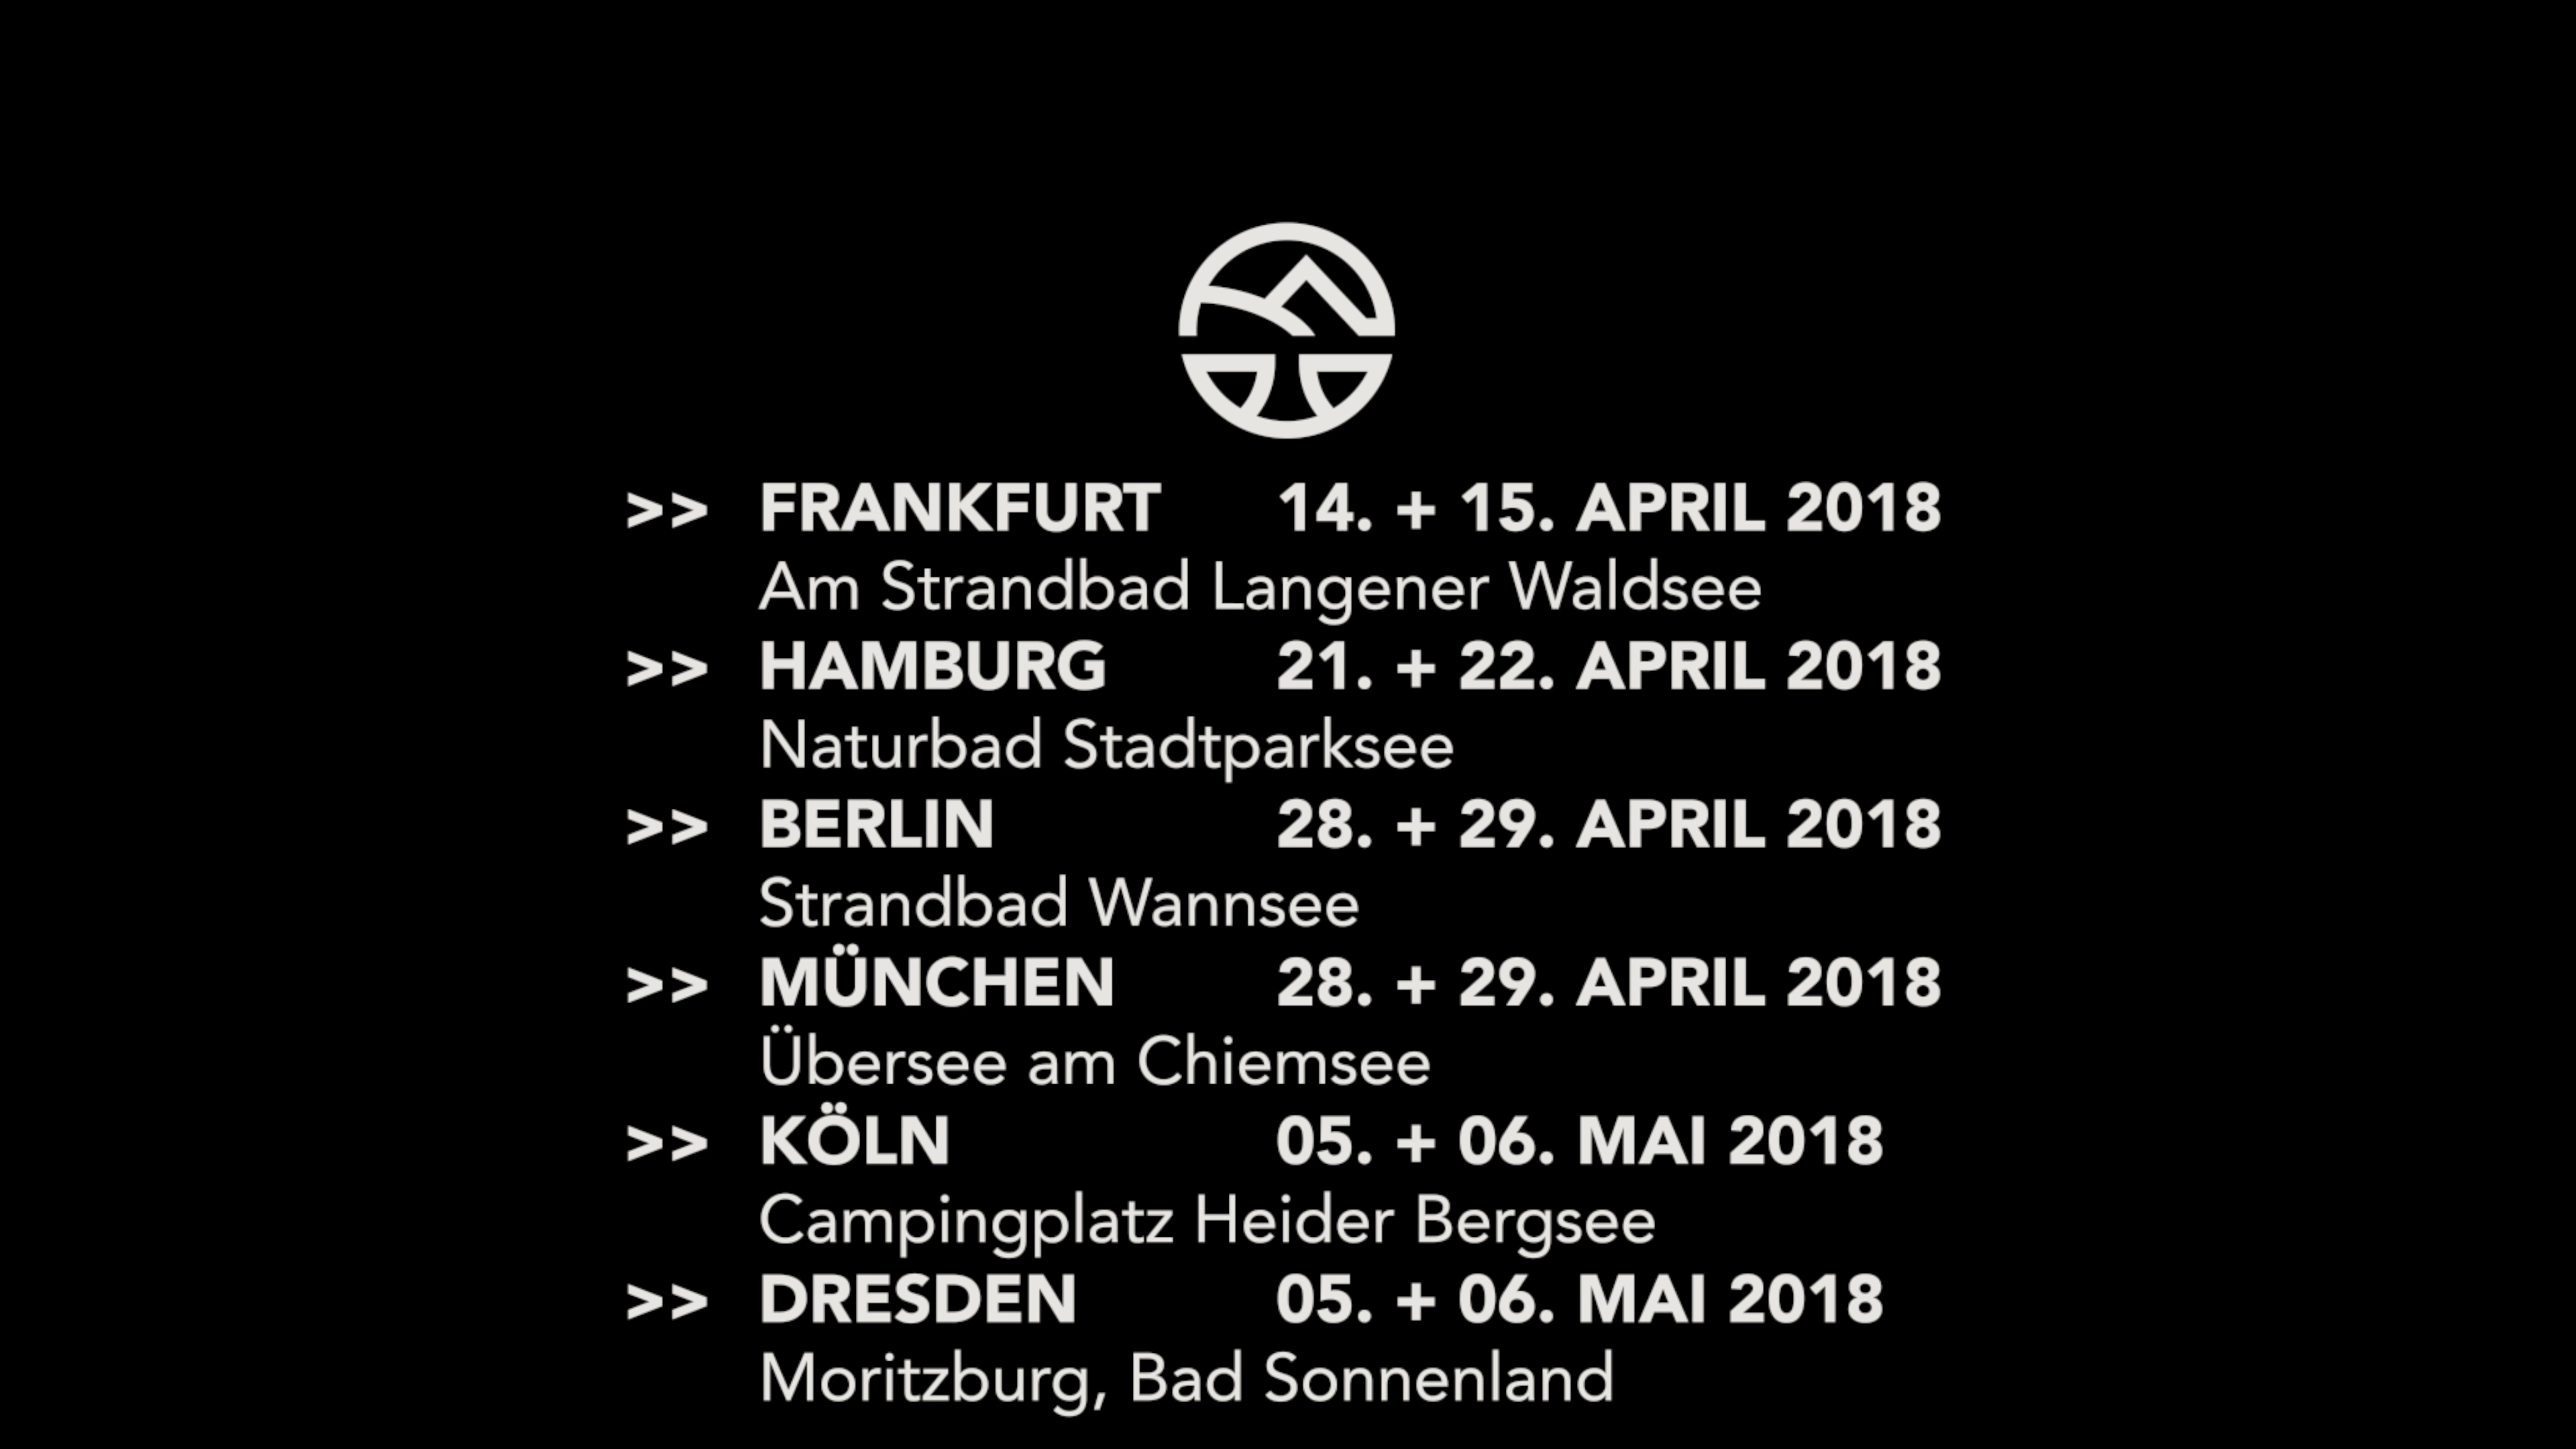 >> FRANKFURT 14. + 15. APRIL 2018
Am Strandbad Langener Waldsee
>> HAMBURG 21. + 22. APRIL 2018
Naturbad Stadtparksee
>> BERLIN 28. + 29. APRIL 2018
Strandbad Wannsee
>> MÜNCHEN 28. + 29. APRIL 2018
Übersee am Chiemsee
>> KÖLN 05. + 06. MAI 2018
Campingplatz Heider Bergsee
>> DRESDEN 05. + 06. MAI 2018
Moritzburg, Bad Sonnenland